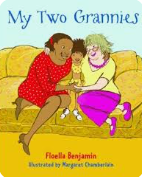 My Two Grannies
Floella Benjamin
Illustrated by Margaret Chamberlain